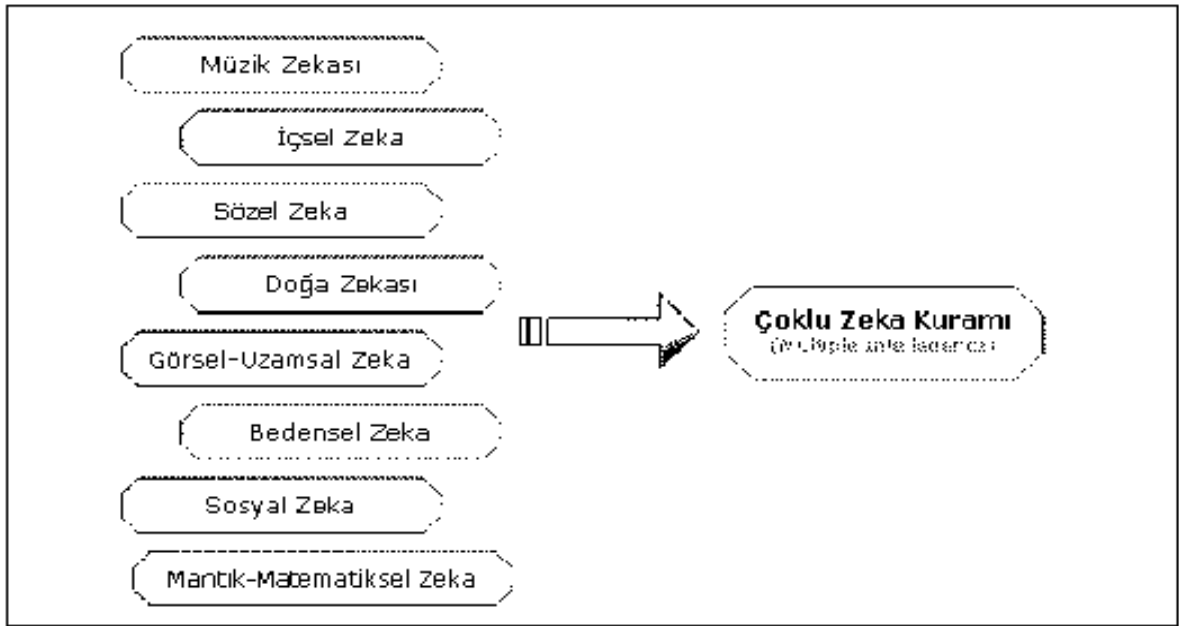 Müzik Zekası
İçsel Zeka
Sözel Zeka
Doğa Zekası
Görsel-Uzamsal Zeka
Bedensel Zeka
Sosyal Zeka
Mantık-Matematiksel Zeka
Çoklu Zeka Kuramı